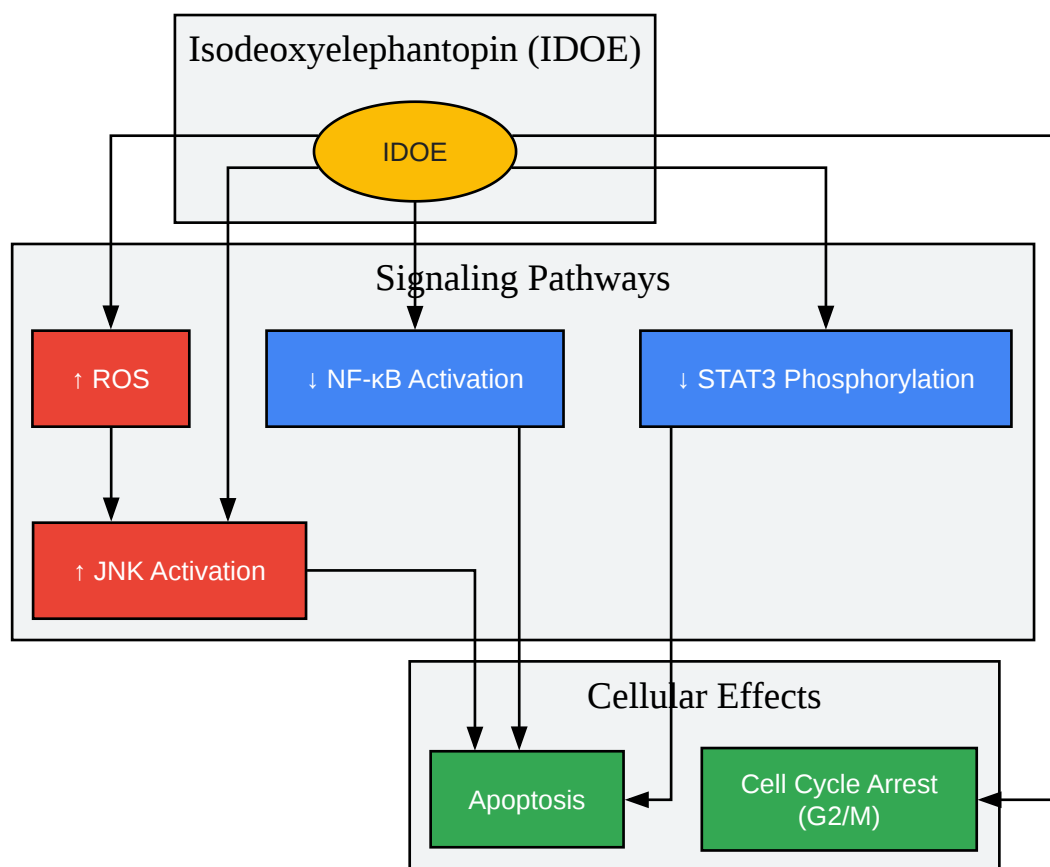 Isodeoxyelephantopin (IDOE)
IDOE
Signaling Pathways
↑ ROS
↓ NF-κB Activation
↓ STAT3 Phosphorylation
↑ JNK Activation
Cellular Effects
Apoptosis
Cell Cycle Arrest
(G2/M)